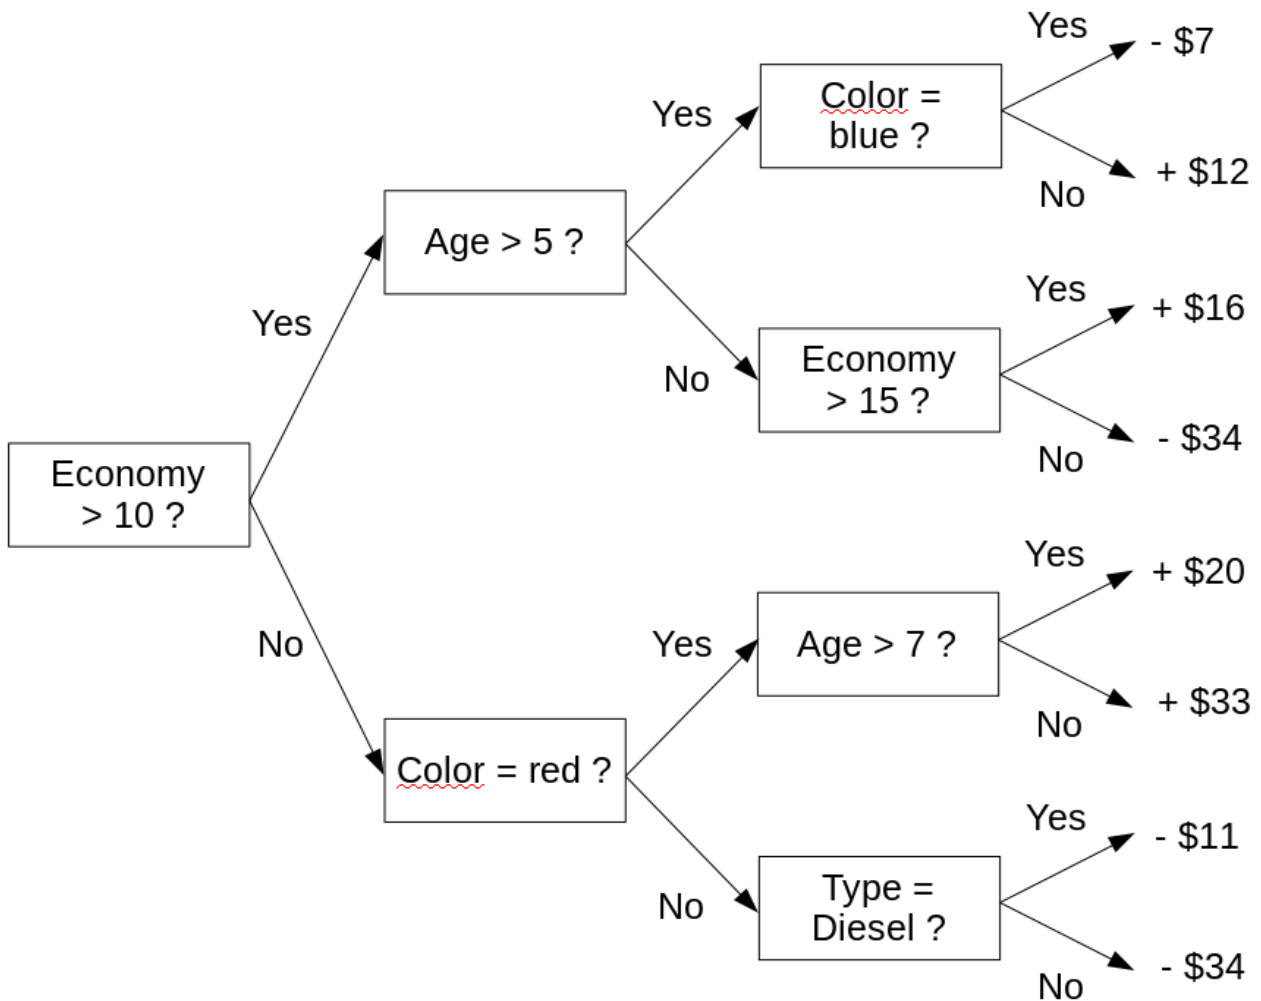 Yes
- $7
Color =
blue ?
Yes
+ $12
No
Age > 5 ?
Yes
+ $16
Yes
Economy
> 15 ?
No
- $34
No
Economy
> 10 ?
Yes
+ $20
No
Yes
Age > 7 ?
+ $33
No
Color = red ?
Yes
- $11
Type =
Diesel ?
No
- $34
No